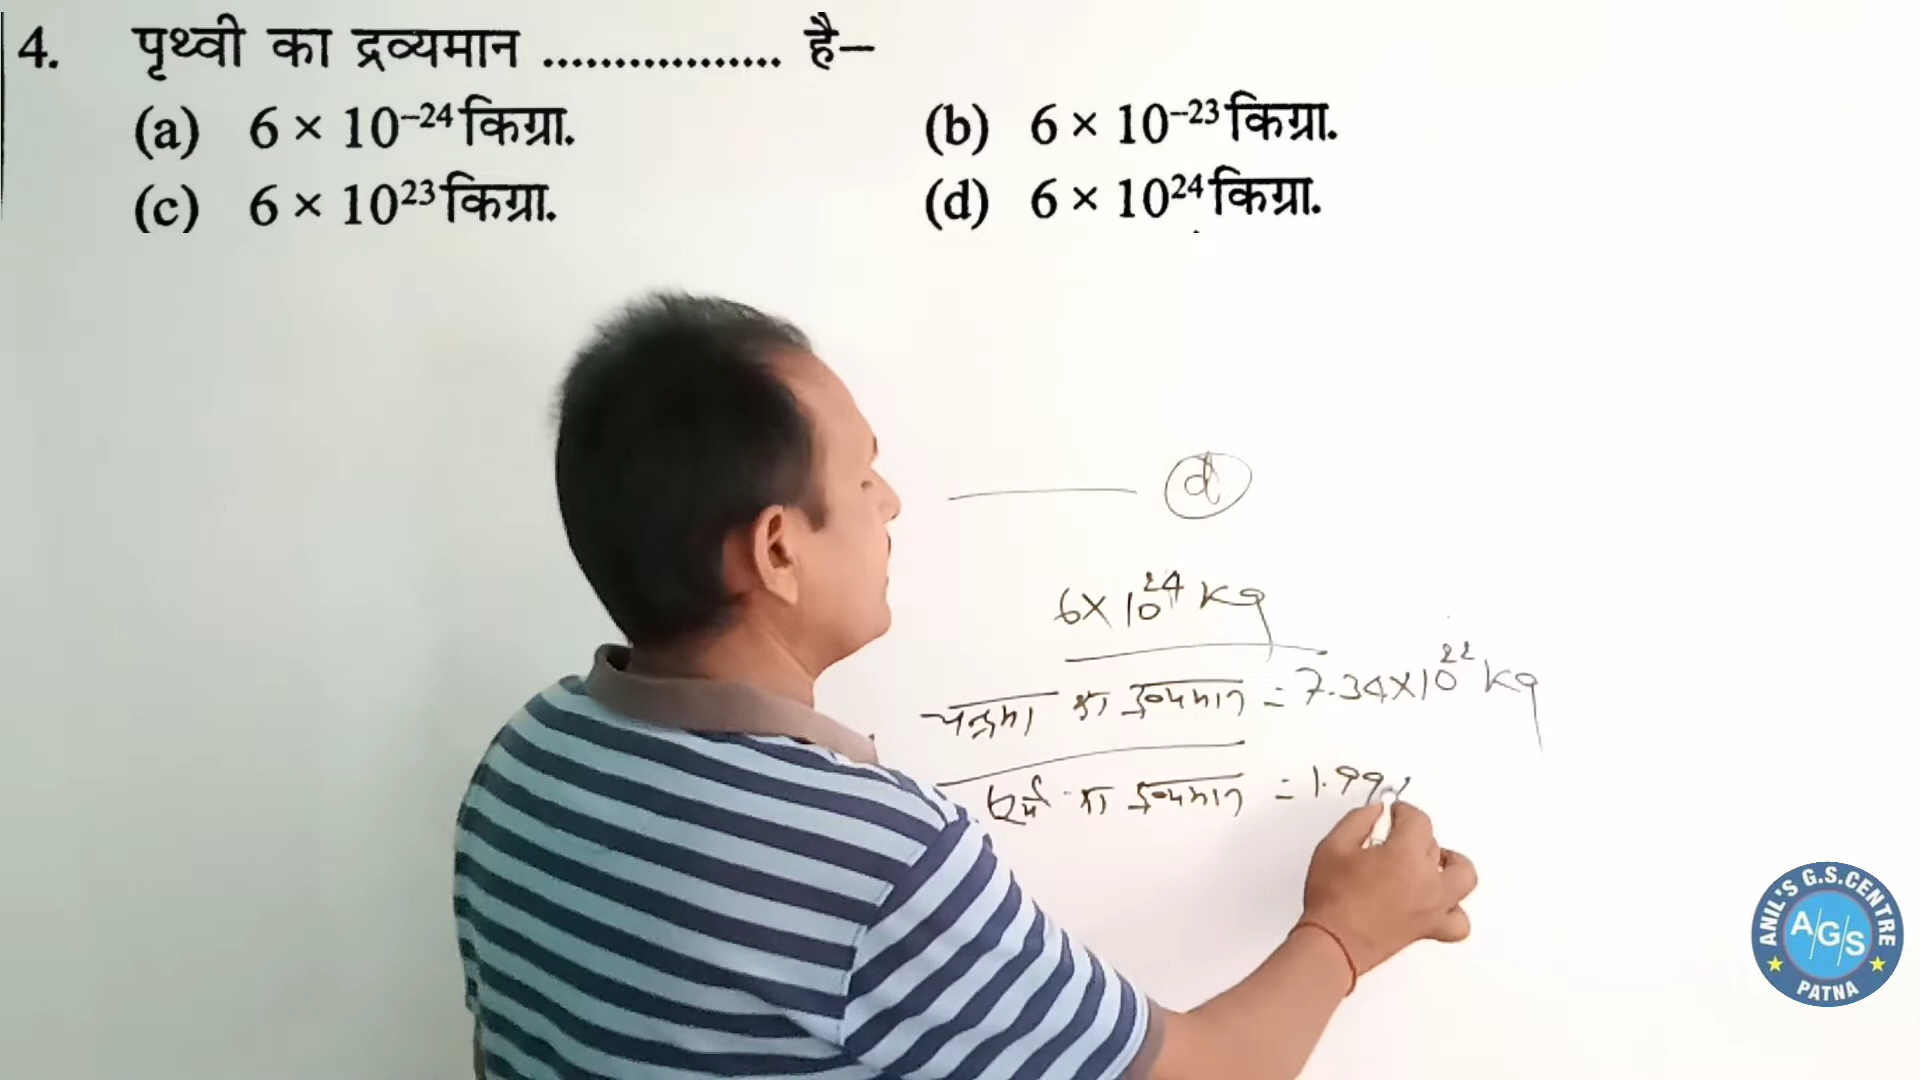 4. पृथ्वी का द्रव्यमान ................. है–
(a) 6 × 10⁻²⁴ किग्रा. (b) 6 × 10⁻²³ किग्रा.
(c) 6 × 10²³ किग्रा. (d) 6 × 10²⁴ किग्रा.
d
6 × 10²⁴ kg
चन्द्रमा का द्रव्यमान = 7.34 × 10²² kg
सूर्य का द्रव्यमान = 1.99
ANIL'S G.S. CENTRE
A/G/S
PATNA